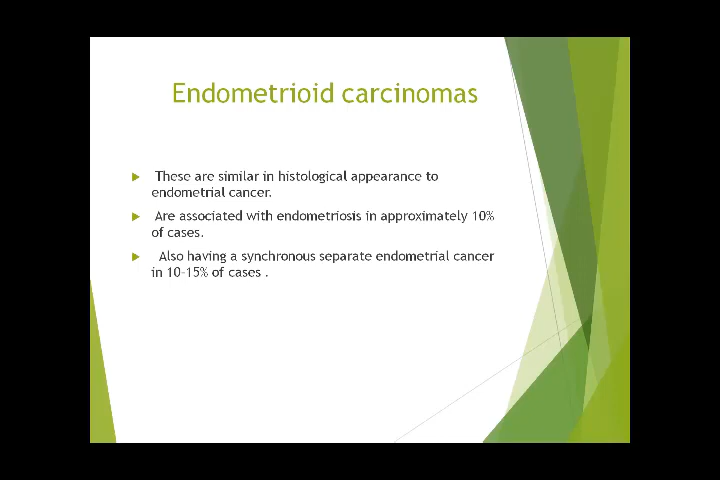 Endometrioid carcinomas
These are similar in histological appearance to
endometrial cancer.
Are associated with endometriosis in approximately 10%
of cases.
Also having a synchronous separate endometrial cancer
in 10-15% of cases .